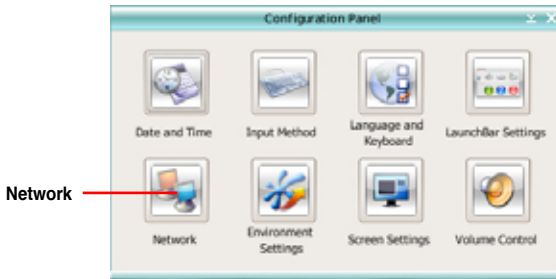 Configuration Panel
Date and Time
Input Method
Language and
Keyboard
LaunchBar Settings
Network
Network
Environment
Settings
Screen Settings
Volume Control